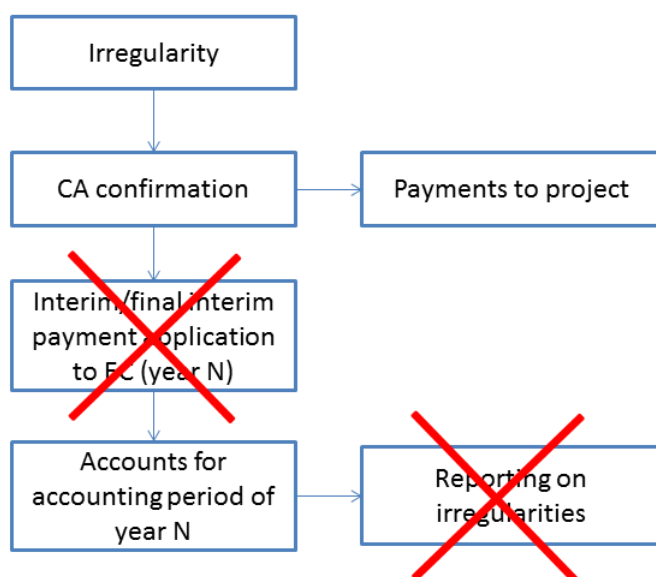 Irregularity
CA confirmation
Payments to project
Interim/final interim
payment application
to EC (year N)
Accounts for
accounting period of
year N
Reporting on
irregularities